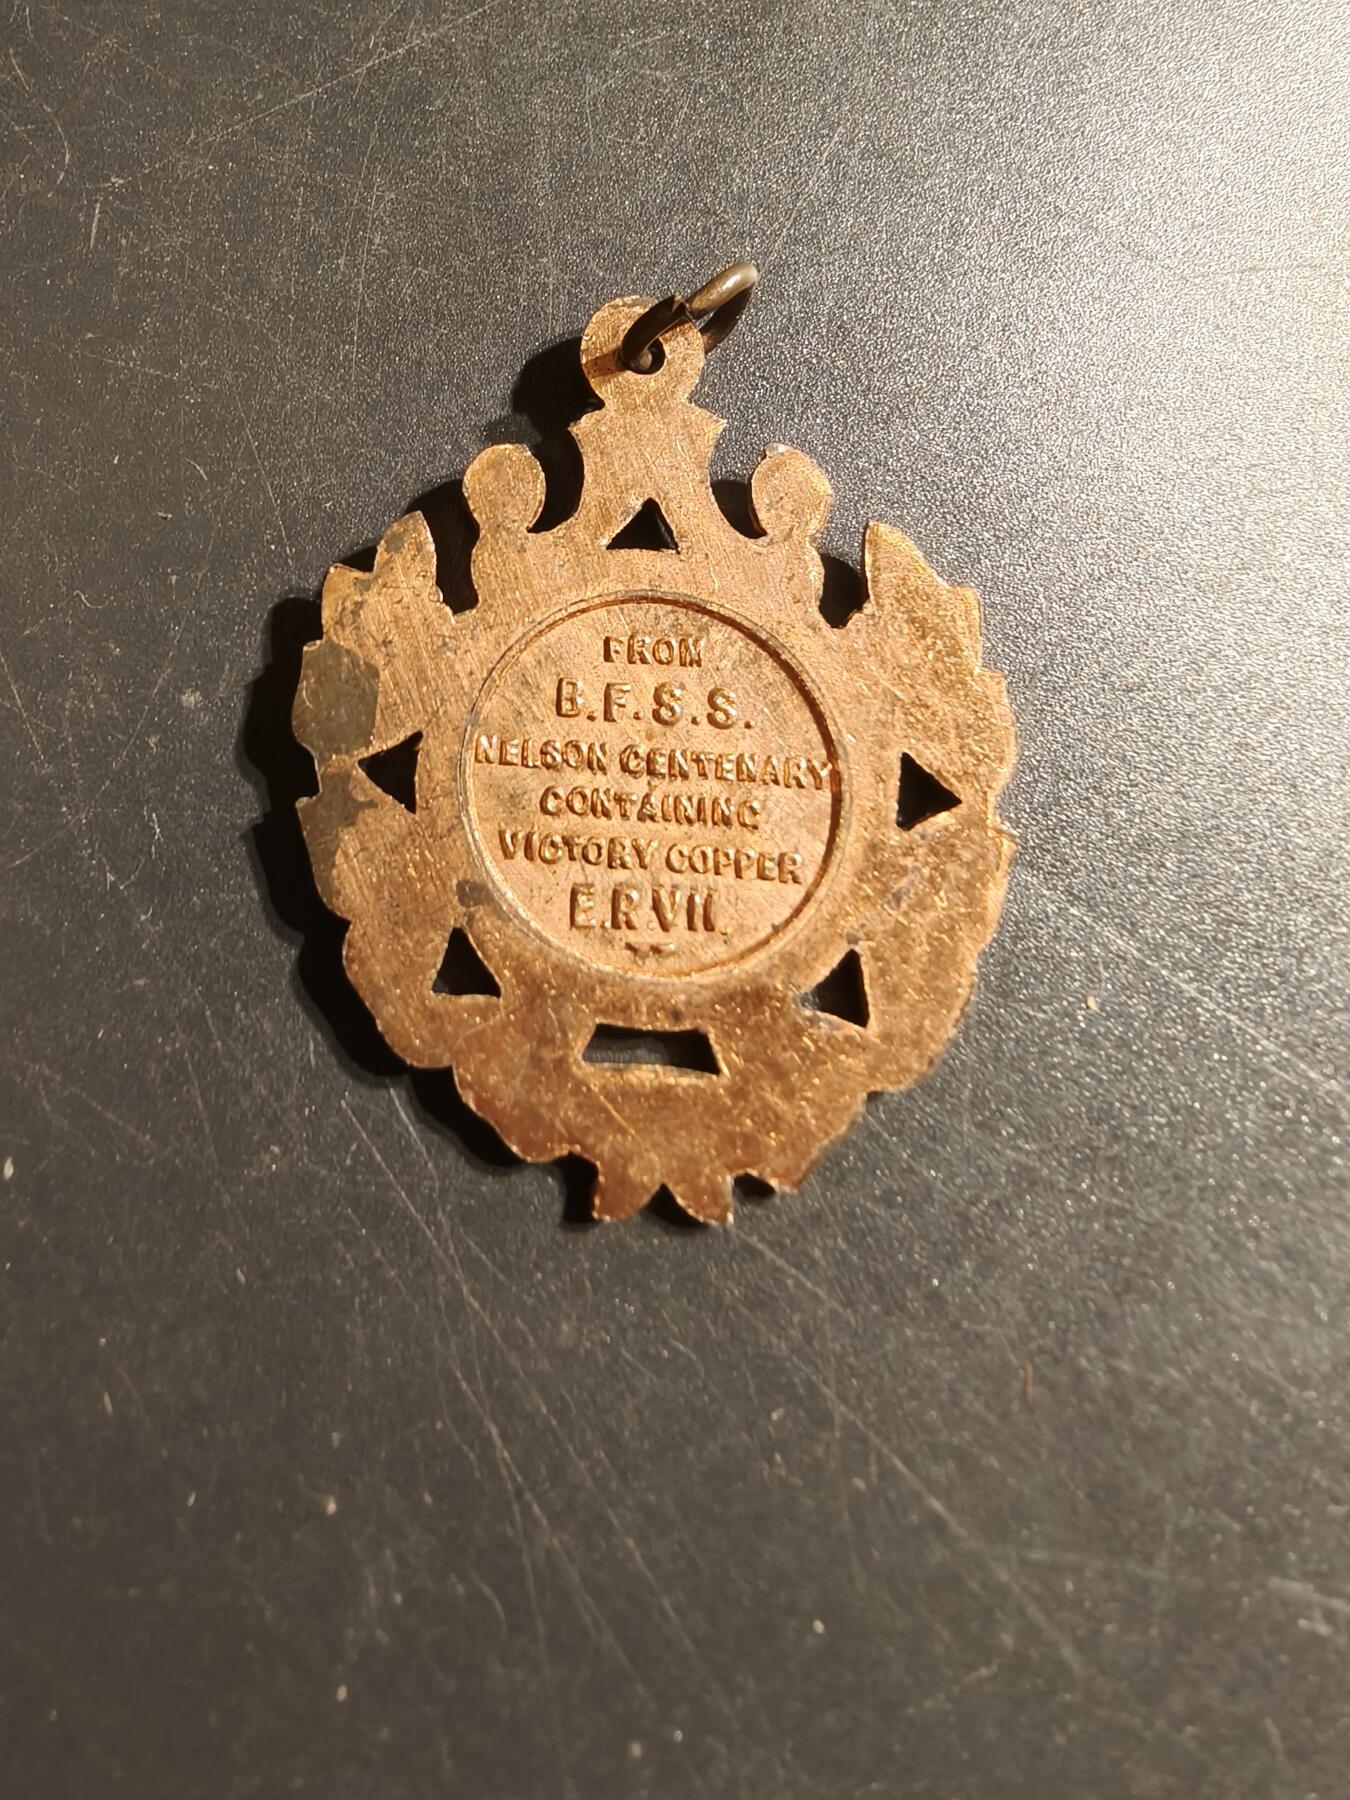 FROM
B.F.S.S.
NELSON CENTENARY
CONTAINING
VICTORY COPPER
E.R.VII.